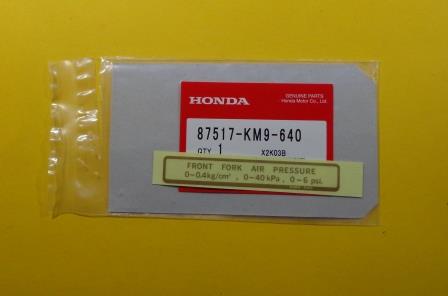 HONDA
GENUINE PARTS
Honda Motor Co., Ltd.
87517-KM9-640
QTY 1 X2K03B
FRONT FORK AIR PRESSURE
0–0.4kg/cm², 0–40kPa, 0–6 psi.